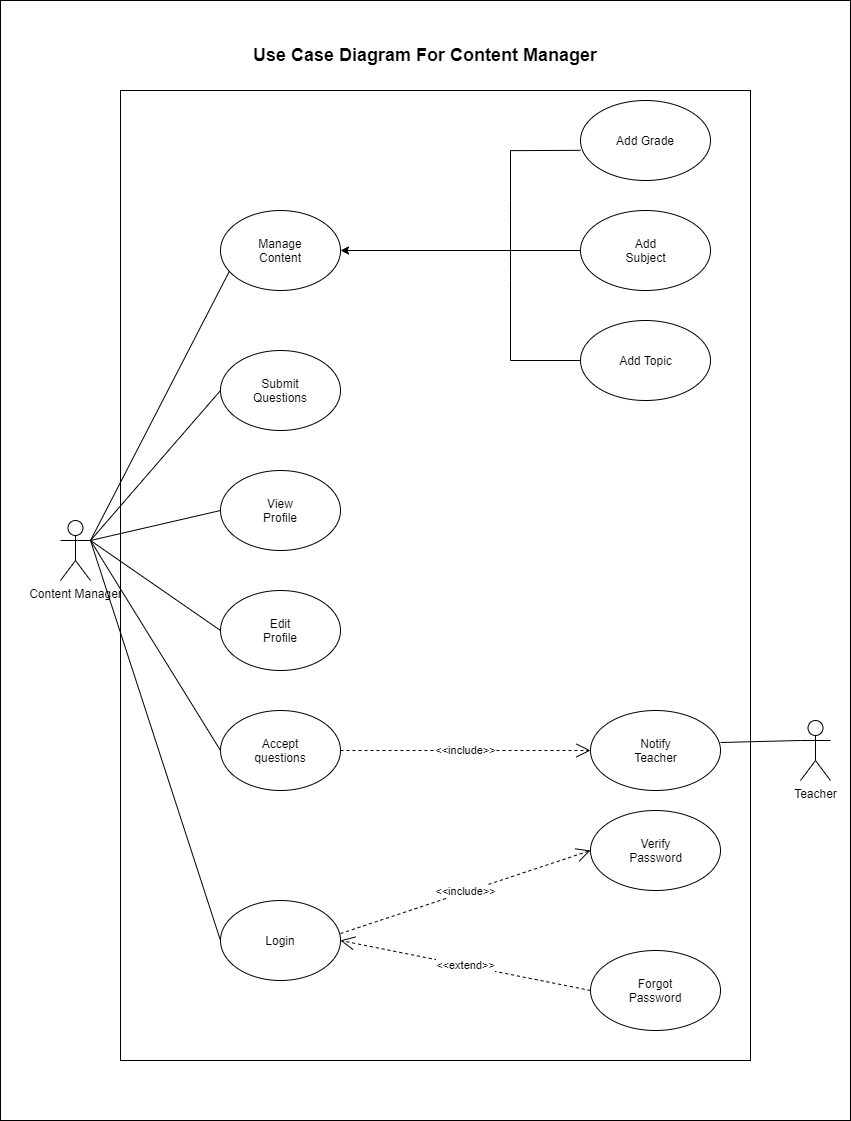 Use Case Diagram For Content Manager
Add Grade
Manage
Content
Add
Subject
Add Topic
Submit
Questions
View
Profile
Content Manager
Edit
Profile
Accept
questions
<<include>>
Notify
Teacher
Teacher
Verify
Password
<<include>>
Login
<<extend>>
Forgot
Password